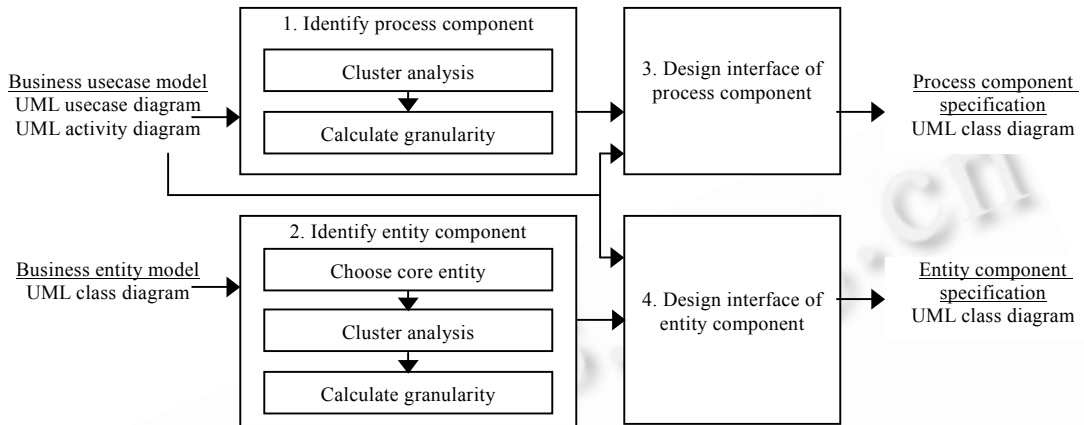 Business usecase model
UML usecase diagram
UML activity diagram
1. Identify process component
Cluster analysis
Calculate granularity
3. Design interface of
process component
Process component
specification
UML class diagram
Business entity model
UML class diagram
2. Identify entity component
Choose core entity
Cluster analysis
Calculate granularity
4. Design interface of
entity component
Entity component
specification
UML class diagram
.cn